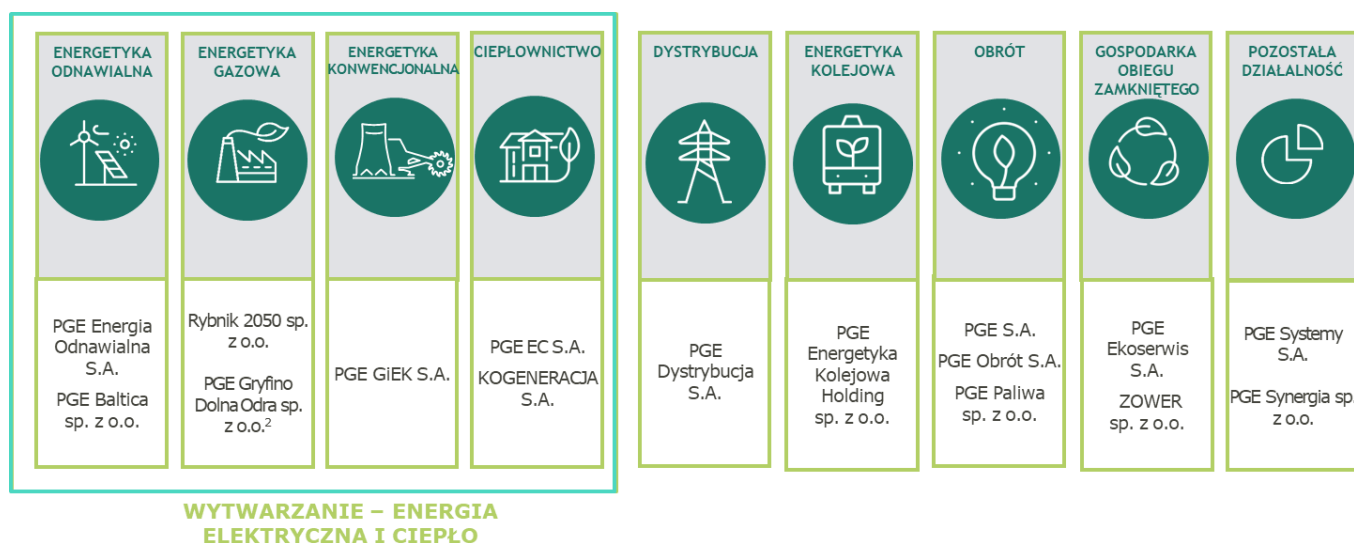 ENERGETYKA
ODNAWIALNA
ENERGETYKA
GAZOWA
ENERGETYKA
KONWENCJONALNA
CIEPŁOWNICTWO
DYSTRYBUCJA
ENERGETYKA
KOLEJOWA
OBRÓT
GOSPODARKA
OBIEGU
ZAMKNIĘTEGO
POZOSTAŁA
DZIAŁALNOŚĆ
PGE Energia
Odnawialna
S.A.
PGE Baltica
sp. z o.o.
Rybnik 2050 sp.
z o.o.
PGE Gryfino
Dolna Odra sp.
z o.o.²
PGE GiEK S.A.
PGE EC S.A.
KOGENERACJA
S.A.
PGE
Dystrybucja
S.A.
PGE
Energetyka
Kolejowa
Holding
sp. z o.o.
PGE S.A.
PGE Obrót S.A.
PGE Paliwa
sp. z o.o.
PGE
Ekoserwis
S.A.
ZOWER
sp. z o.o.
PGE Systemy
S.A.
PGE Synergia sp.
z o.o.
WYTWARZANIE – ENERGIA
ELEKTRYCZNA I CIEPŁO